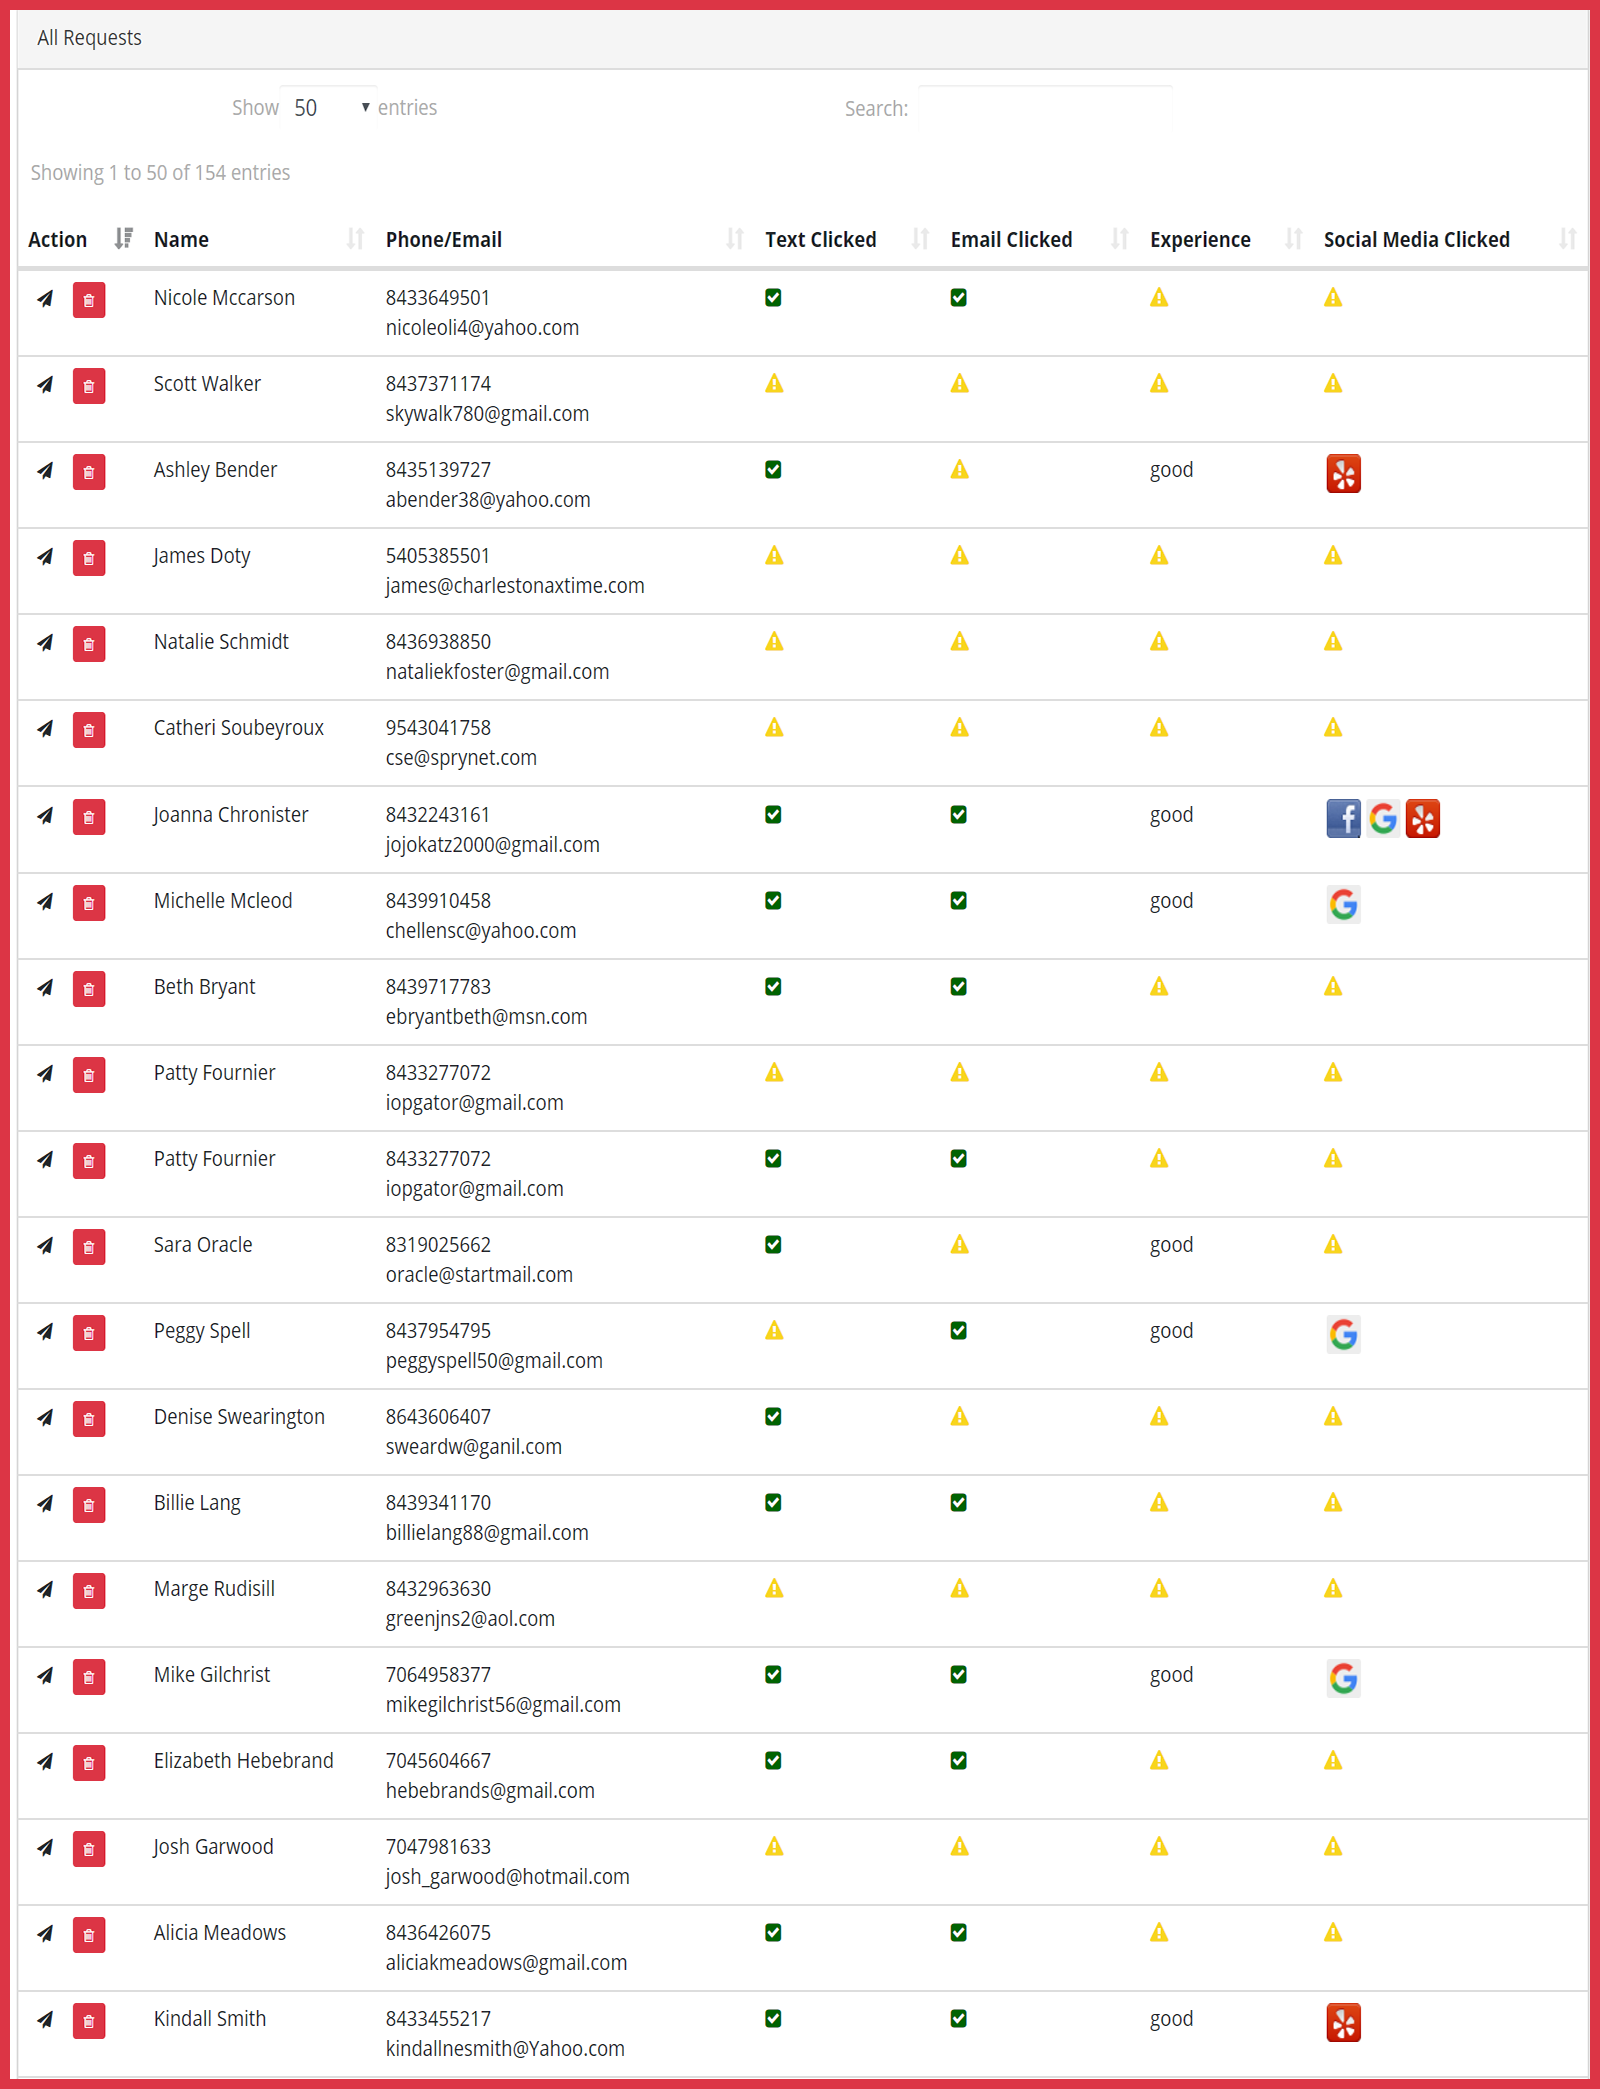 All Requests
Show 50 entries Search:
Showing 1 to 50 of 154 entries
Action Name Phone/Email Text Clicked Email Clicked Experience Social Media Clicked
Nicole Mccarson 8433649501
nicoleoli4@yahoo.com
Scott Walker 8437371174
skywalk780@gmail.com
Ashley Bender 8435139727 good
abender38@yahoo.com
James Doty 5405385501
james@charlestonaxtime.com
Natalie Schmidt 8436938850
nataliekfoster@gmail.com
Catheri Soubeyroux 9543041758
cse@sprynet.com
Joanna Chronister 8432243161 good
jojokatz2000@gmail.com
Michelle Mcleod 8439910458 good
chellensc@yahoo.com
Beth Bryant 8439717783
ebryantbeth@msn.com
Patty Fournier 8433277072
iopgator@gmail.com
Patty Fournier 8433277072
iopgator@gmail.com
Sara Oracle 8319025662 good
oracle@startmail.com
Peggy Spell 8437954795 good
peggyspell50@gmail.com
Denise Swearington 8643606407
sweardw@ganil.com
Billie Lang 8439341170
billielang88@gmail.com
Marge Rudisill 8432963630
greenjns2@aol.com
Mike Gilchrist 7064958377 good
mikegilchrist56@gmail.com
Elizabeth Hebebrand 7045604667
hebebrands@gmail.com
Josh Garwood 7047981633
josh_garwood@hotmail.com
Alicia Meadows 8436426075
aliciakmeadows@gmail.com
Kindall Smith 8433455217 good
kindallnesmith@Yahoo.com